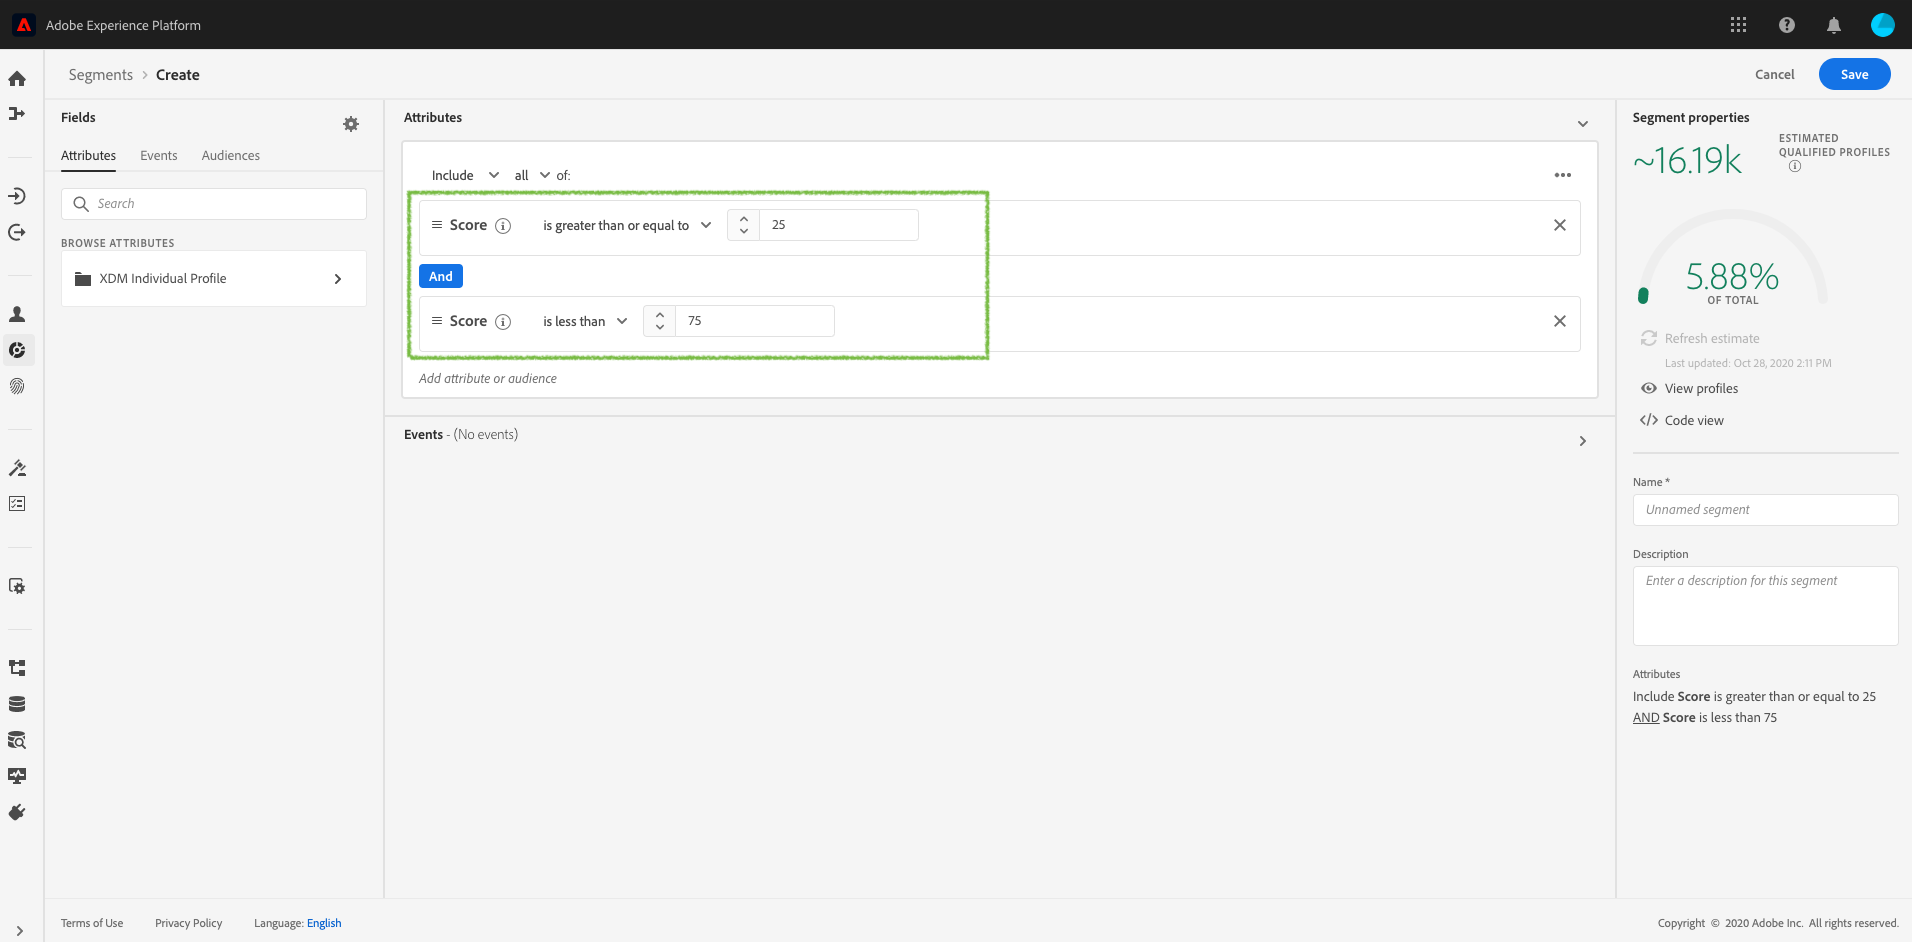 Adobe Experience Platform
Segments > Create
Cancel
Save
Fields
Attributes Events Audiences
Search
BROWSE ATTRIBUTES
XDM Individual Profile
Attributes
Include all of:
Score is greater than or equal to 25
And
Score is less than 75
Add attribute or audience
Events - (No events)
Segment properties
~16.19k
ESTIMATED
QUALIFIED PROFILES
5.88%
OF TOTAL
Refresh estimate
Last updated: Oct 28, 2020 2:11 PM
View profiles
Code view
Name *
Unnamed segment
Description
Enter a description for this segment
Attributes
Include Score is greater than or equal to 25
AND Score is less than 75
Terms of Use Privacy Policy Language: English
Copyright © 2020 Adobe Inc. All rights reserved.